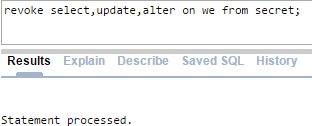 revoke select,update,alter on we from secret;
Results Explain Describe Saved SQL History
Statement processed.